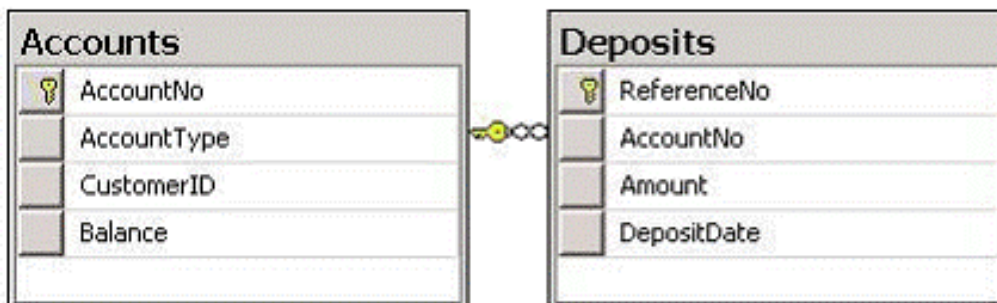 Accounts
AccountNo
AccountType
CustomerID
Balance
Deposits
ReferenceNo
AccountNo
Amount
DepositDate